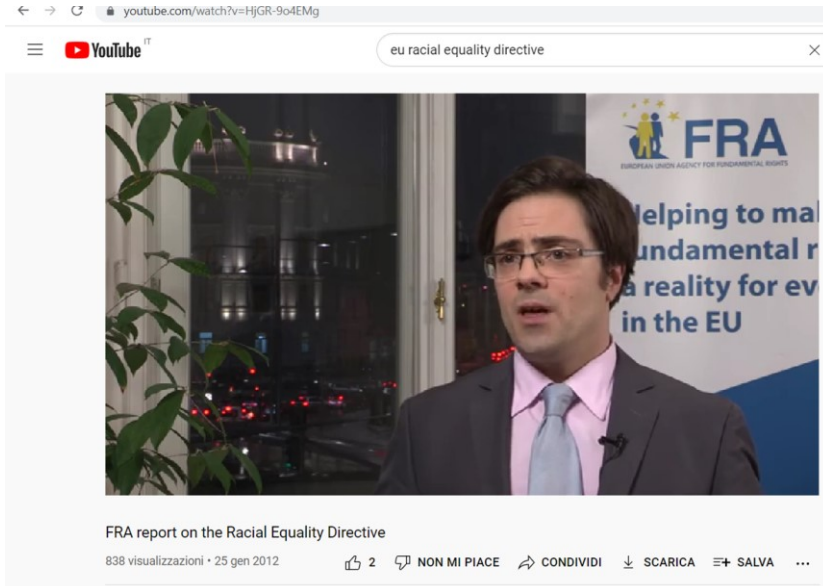 youtube.com/watch?v=HjGR-9o4EMg
YouTube IT
eu racial equality directive
FRA
EUROPEAN UNION AGENCY FOR FUNDAMENTAL RIGHTS
elping to mal
undamental r
a reality for ev
in the EU
FRA report on the Racial Equality Directive
838 visualizzazioni • 25 gen 2012
2 NON MI PIACE CONDIVIDI SCARICA SALVA